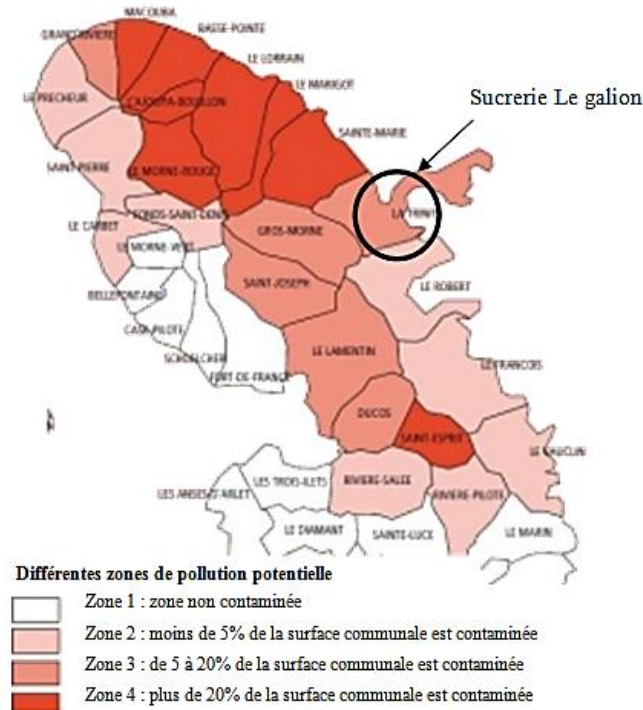 MACOUBA
GRAND-RIVIERE
BASSE-POINTE
LE LORRAIN
LE PRECHEUR
L'AJOUPA-BOUILLON
LE MARIGOT
Sucrerie Le galion
SAINTE-MARIE
SAINT-PIERRE
LE MORNE-ROUGE
FONDS-SAINT-DENIS
LA TRINIT
LE CARBET
GROS-MORNE
LE MORNE-VERT
SAINT-JOSEPH
BELLEFONTAINE
LE ROBERT
CASE-PILOTE
SCHOELCHER
LE LAMENTIN
LE FRANCOIS
FORT-DE-FRANCE
DUCOS
SAINT-ESPRIT
LE VAUCLIN
LES TROIS-ILETS
RIVIERE-SALEE
LES ANSES-D'ARLET
RIVIERE-PILOTE
LE DIAMANT
SAINTE-LUCE
LE MARIN
Différentes zones de pollution potentielle
Zone 1 : zone non contaminée
Zone 2 : moins de 5% de la surface communale est contaminée
Zone 3 : de 5 à 20% de la surface communale est contaminée
Zone 4 : plus de 20% de la surface communale est contaminée